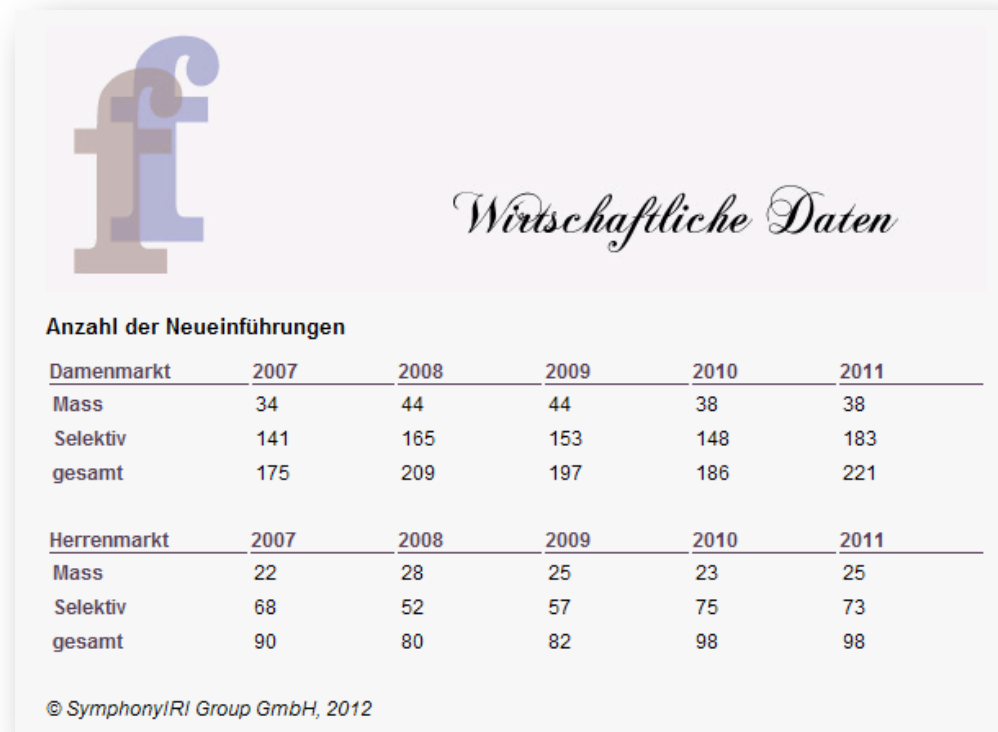 ff
Wirtschaftliche Daten
Anzahl der Neueinführungen
Damenmarkt 2007 2008 2009 2010 2011
Mass 34 44 44 38 38
Selektiv 141 165 153 148 183
gesamt 175 209 197 186 221
Herrenmarkt 2007 2008 2009 2010 2011
Mass 22 28 25 23 25
Selektiv 68 52 57 75 73
gesamt 90 80 82 98 98
© SymphonyIRI Group GmbH, 2012